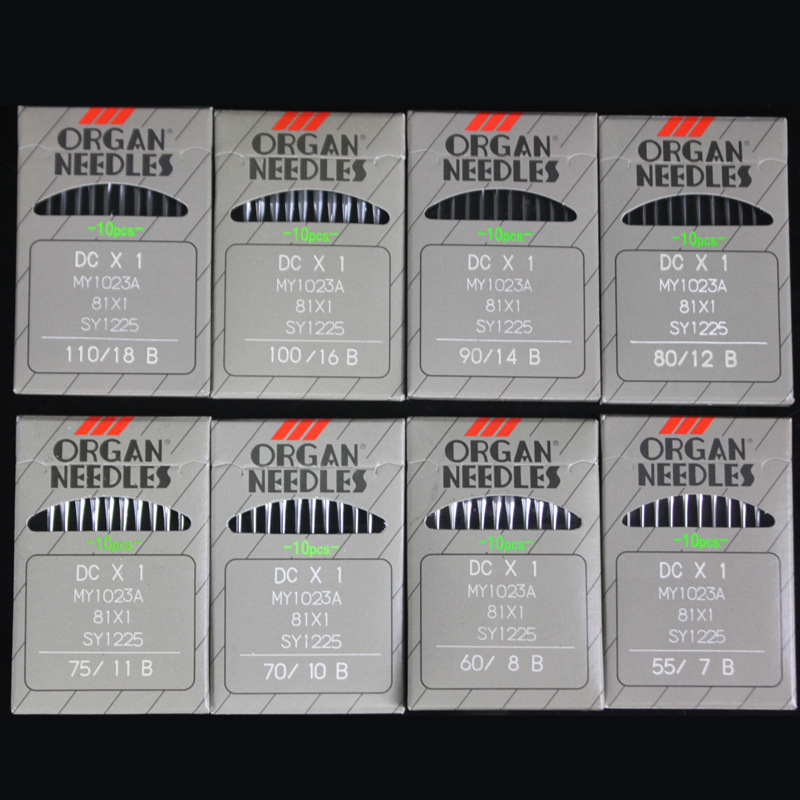 ORGAN®
NEEDLES
-10pcs-
DC X 1
MY1023A
81X1
SY1225
110/18 B
ORGAN®
NEEDLES
-10pcs-
DC X 1
MY1023A
81X1
SY1225
100/16 B
ORGAN®
NEEDLES
-10pcs-
DC X 1
MY1023A
81X1
SY1225
90/14 B
ORGAN®
NEEDLES
-10pcs-
DC X 1
MY1023A
81X1
SY1225
80/12 B
ORGAN®
NEEDLES
-10pcs-
DC X 1
MY1023A
81X1
SY1225
75/ 11 B
ORGAN®
NEEDLES
-10pcs-
DC X 1
MY1023A
81X1
SY1225
70/ 10 B
ORGAN®
NEEDLES
-10pcs-
DC X 1
MY1023A
81X1
SY1225
60/ 8 B
ORGAN®
NEEDLES
-10pcs-
DC X 1
MY1023A
81X1
SY1225
55/ 7 B